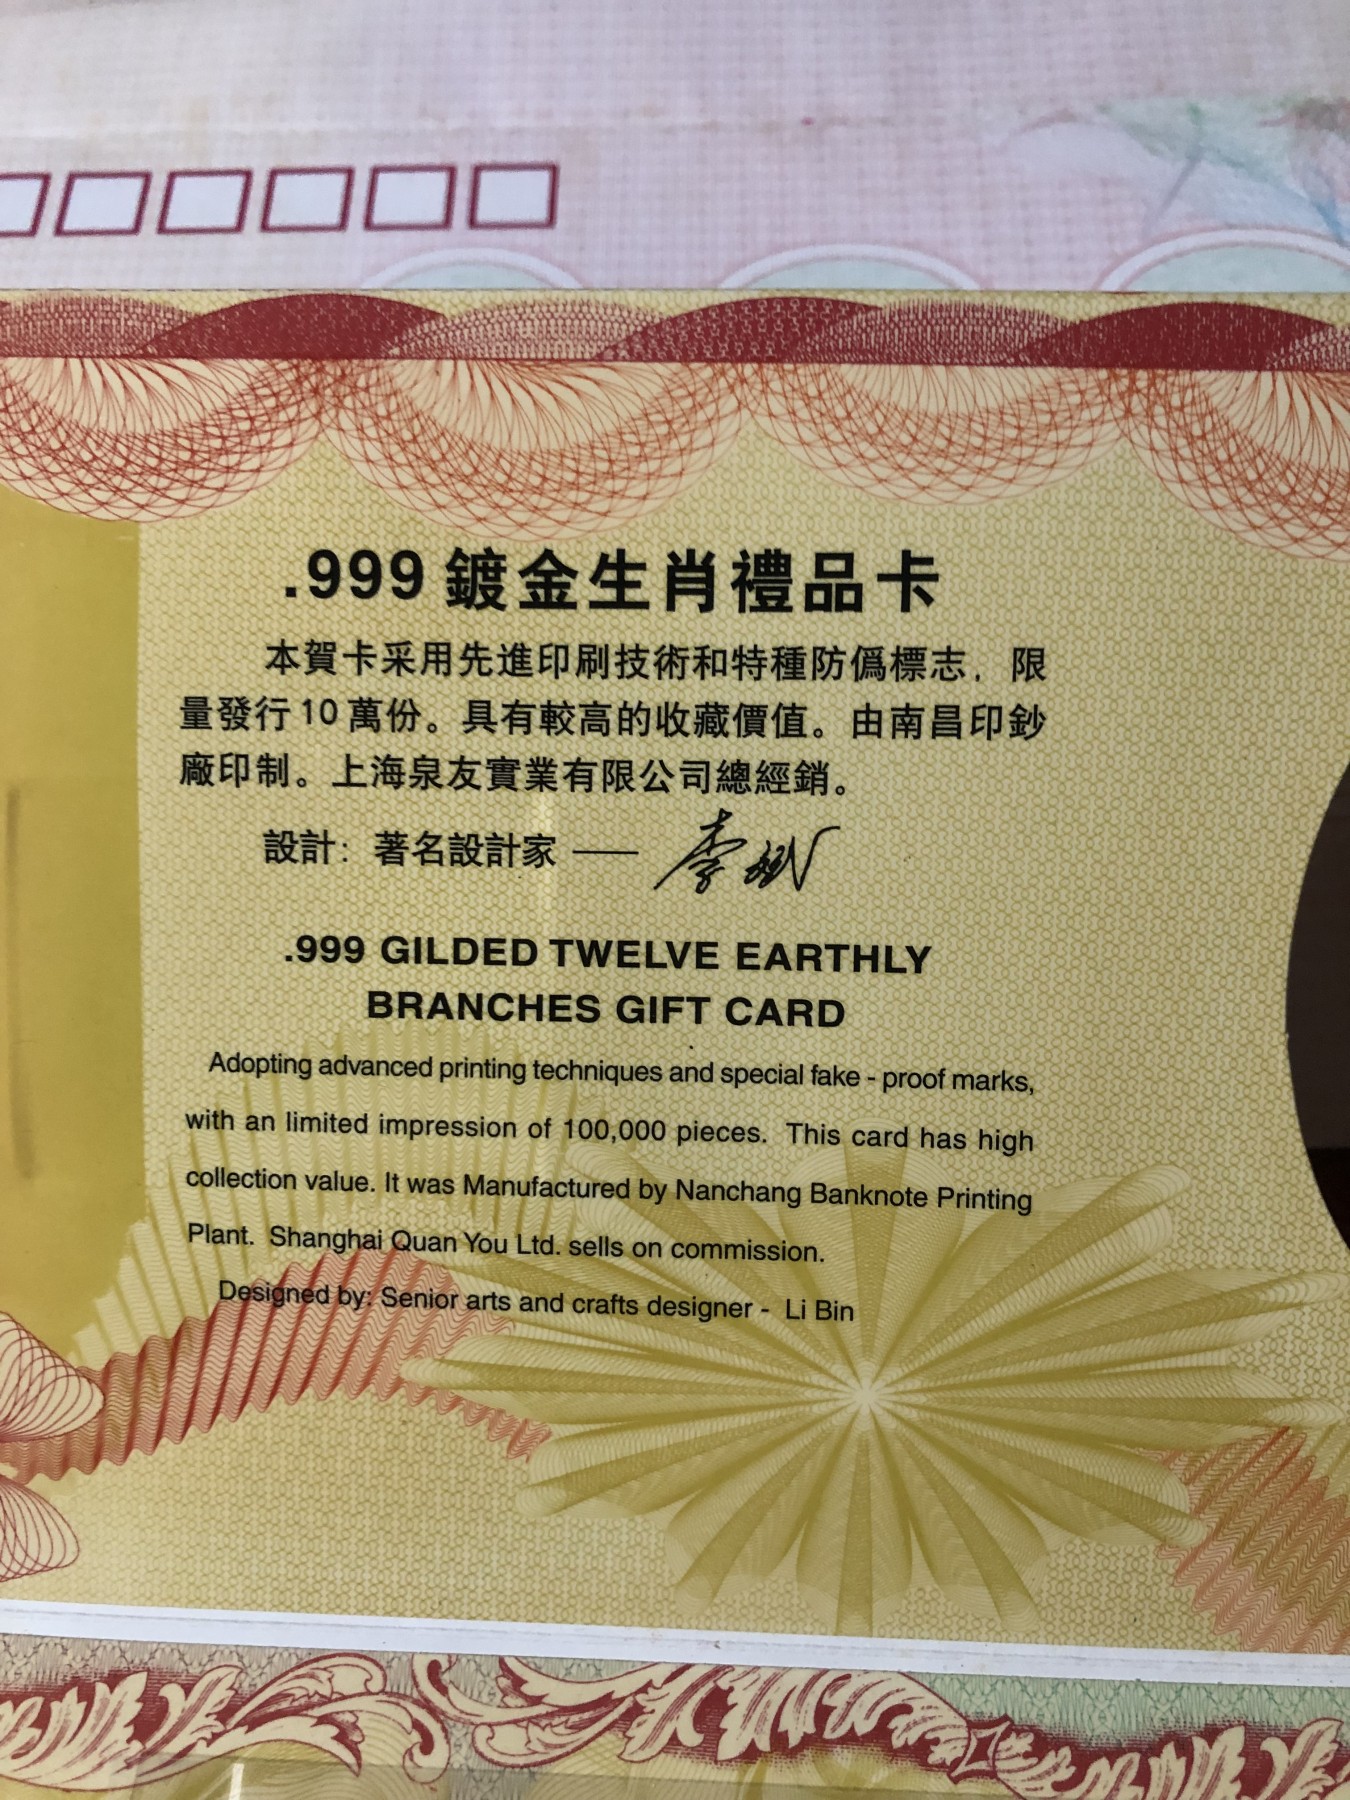 .999 鍍金生肖禮品卡
本賀卡采用先進印刷技術和特種防僞標志，限
量發行10萬份。具有較高的收藏價值。由南昌印鈔
廠印制。上海泉友實業有限公司總經銷。
設計：著名設計家 —— 李斌
.999 GILDED TWELVE EARTHLY
BRANCHES GIFT CARD
Adopting advanced printing techniques and special fake - proof marks,
with an limited impression of 100,000 pieces. This card has high
collection value. It was Manufactured by Nanchang Banknote Printing
Plant. Shanghai Quan You Ltd. sells on commission.
Designed by: Senior arts and crafts designer - Li Bin